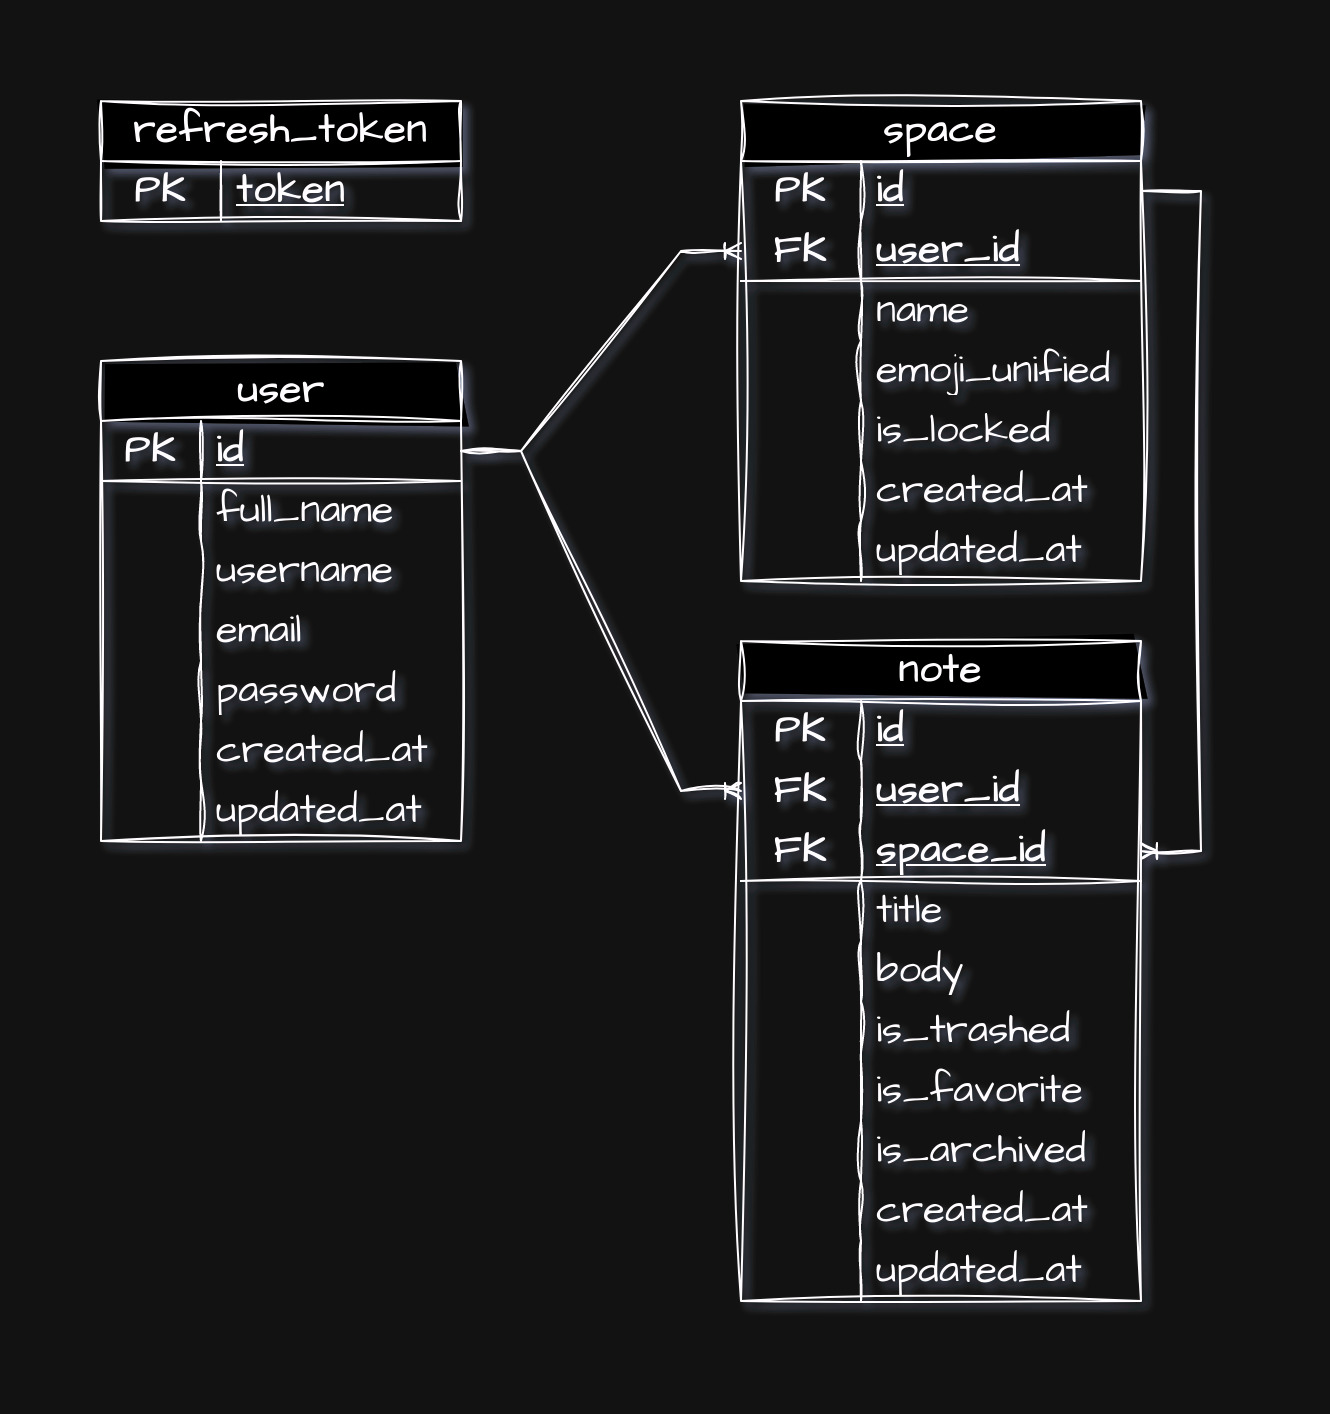 refresh_token
PK token
user
PK id
full_name
username
email
password
created_at
updated_at
space
PK id
FK user_id
name
emoji_unified
is_locked
created_at
updated_at
note
PK id
FK user_id
FK space_id
title
body
is_trashed
is_favorite
is_archived
created_at
updated_at